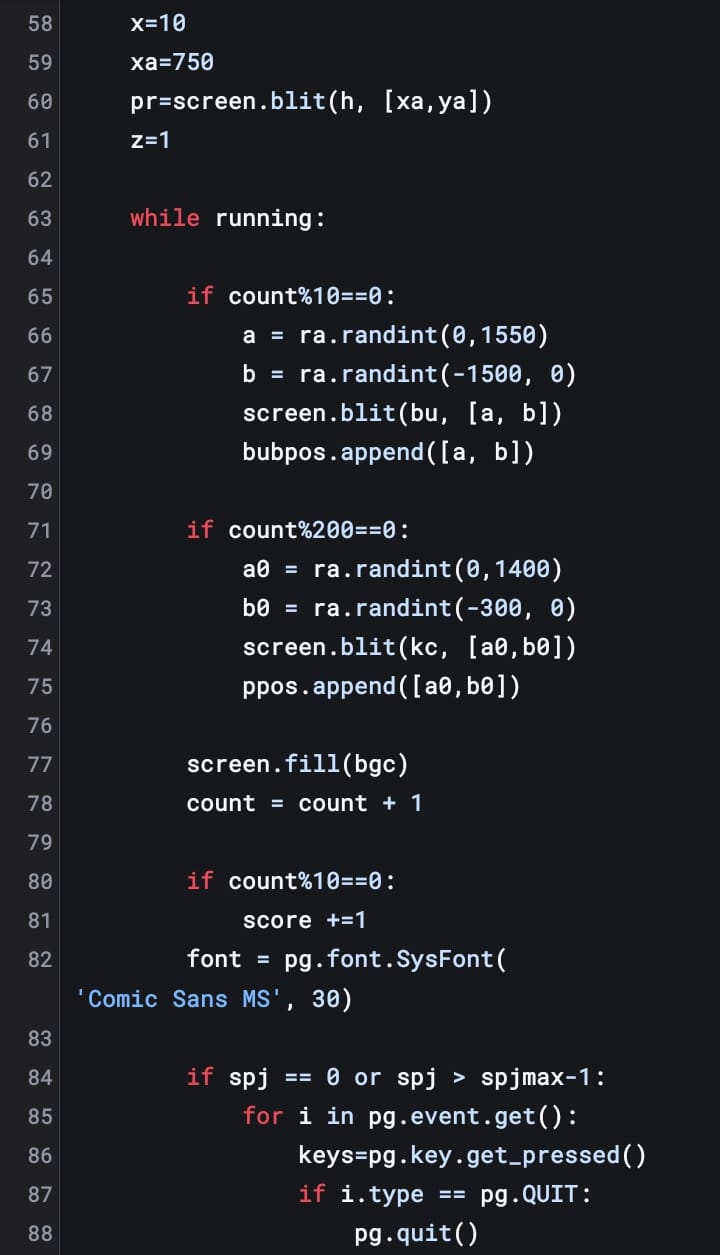 58 x=10
59 xa=750
60 pr=screen.blit(h, [xa,ya])
61 z=1
62
63 while running:
64
65 if count%10==0:
66 a = ra.randint(0,1550)
67 b = ra.randint(-1500, 0)
68 screen.blit(bu, [a, b])
69 bubpos.append([a, b])
70
71 if count%200==0:
72 a0 = ra.randint(0,1400)
73 b0 = ra.randint(-300, 0)
74 screen.blit(kc, [a0,b0])
75 ppos.append([a0,b0])
76
77 screen.fill(bgc)
78 count = count + 1
79
80 if count%10==0:
81 score +=1
82 font = pg.font.SysFont(
'Comic Sans MS', 30)
83
84 if spj == 0 or spj > spjmax-1:
85 for i in pg.event.get():
86 keys=pg.key.get_pressed()
87 if i.type == pg.QUIT:
88 pg.quit()